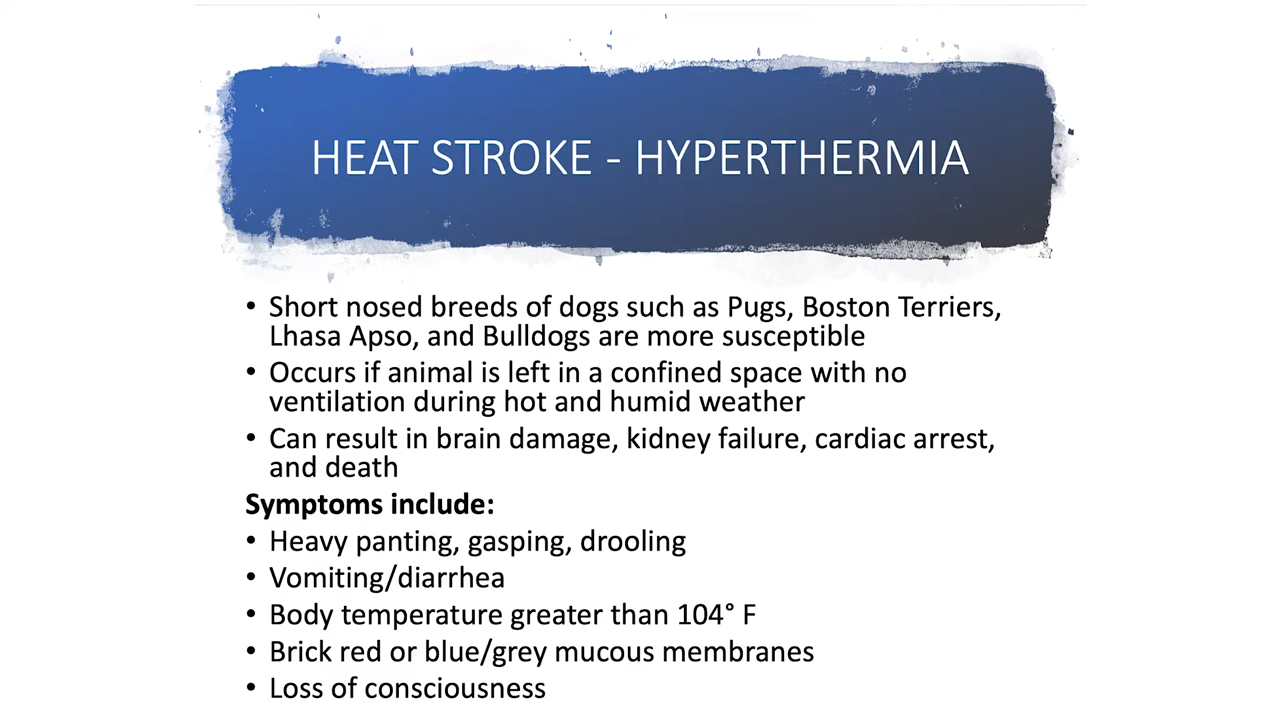 HEAT STROKE - HYPERTHERMIA
• Short nosed breeds of dogs such as Pugs, Boston Terriers,
Lhasa Apso, and Bulldogs are more susceptible
• Occurs if animal is left in a confined space with no
ventilation during hot and humid weather
• Can result in brain damage, kidney failure, cardiac arrest,
and death
Symptoms include:
• Heavy panting, gasping, drooling
• Vomiting/diarrhea
• Body temperature greater than 104° F
• Brick red or blue/grey mucous membranes
• Loss of consciousness